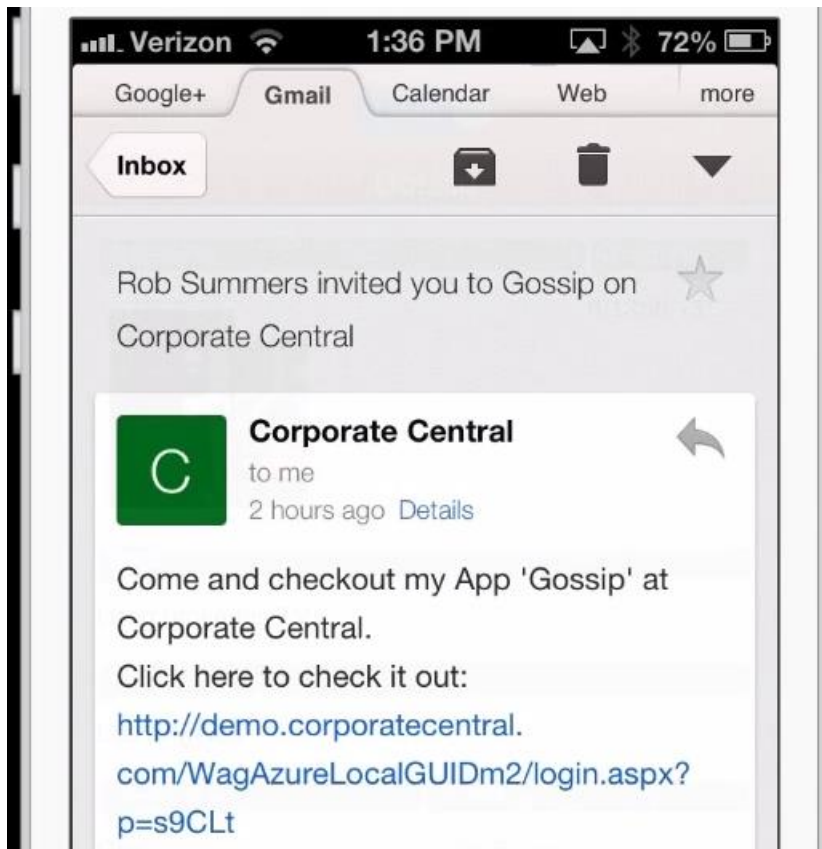 Verizon 1:36 PM 72%
Google+ Gmail Calendar Web more
Inbox
Rob Summers invited you to Gossip on
Corporate Central
C
Corporate Central
to me
2 hours ago Details
Come and checkout my App 'Gossip' at
Corporate Central.
Click here to check it out:
http://demo.corporatecentral.
com/WagAzureLocalGUIDm2/login.aspx?
p=s9CLt